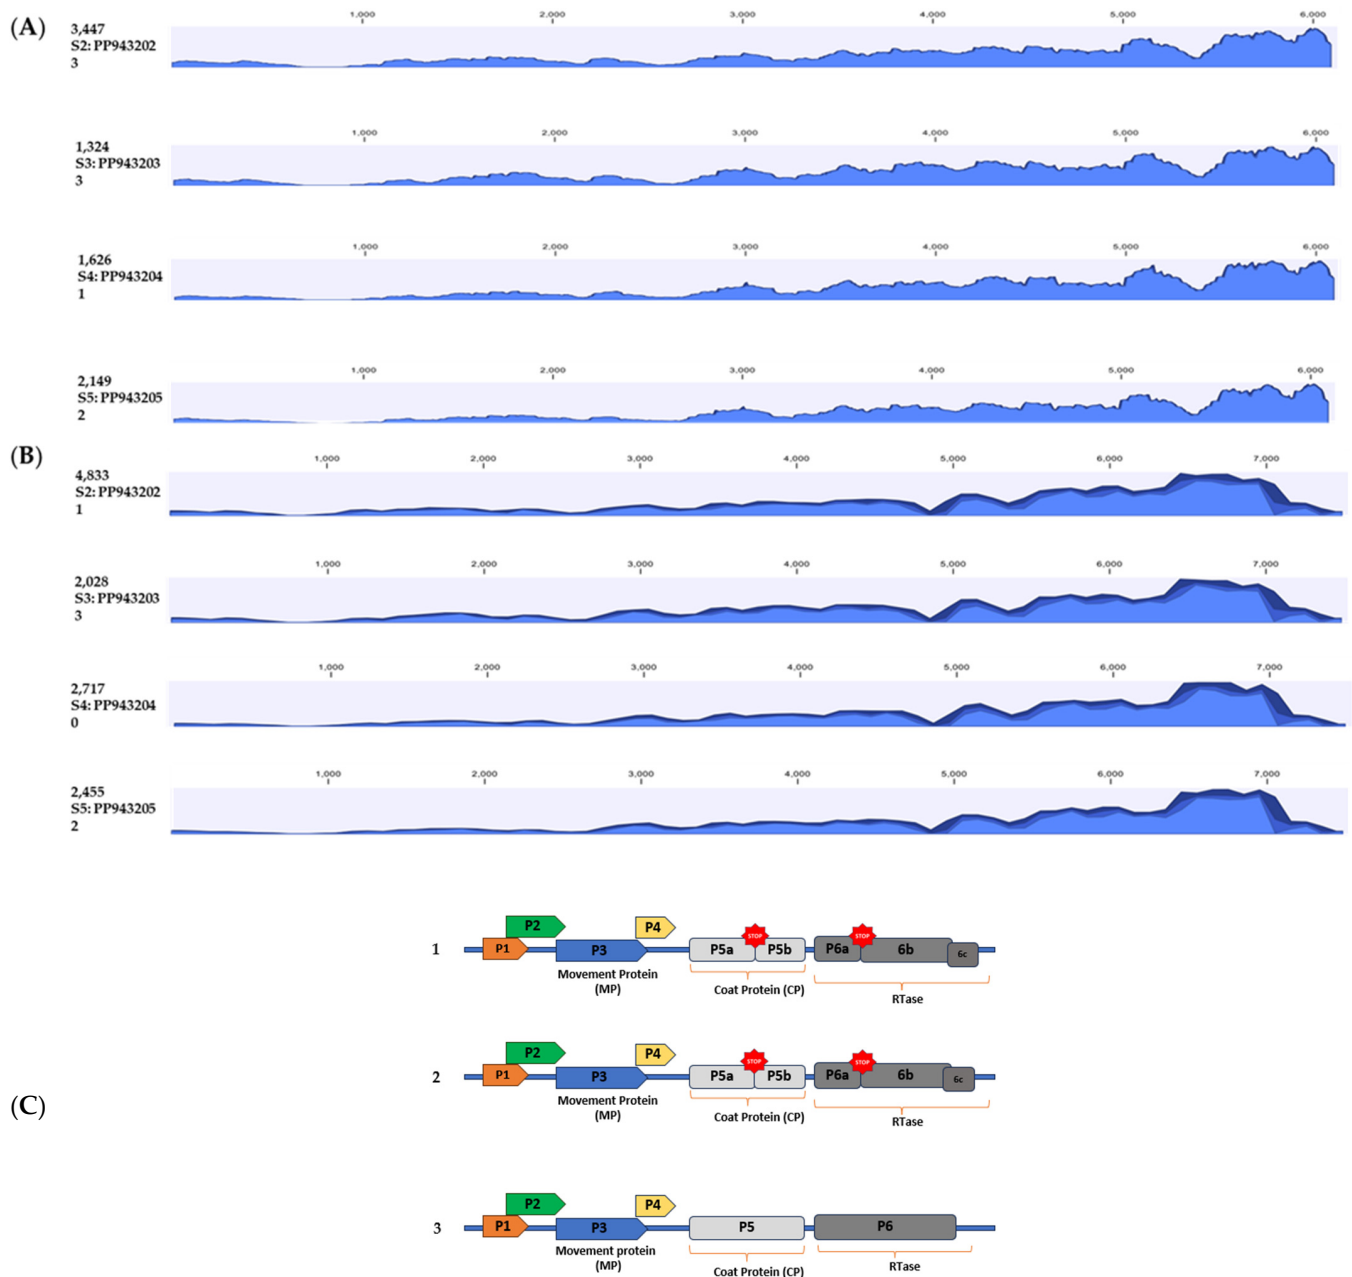 (A)
1,000 2,000 3,000 4,000 5,000 6,000
3,447
S2: PP943202
3
1,000 2,000 3,000 4,000 5,000 6,000
1,324
S3: PP943203
3
1,000 2,000 3,000 4,000 5,000 6,000
1,626
S4: PP943204
1
1,000 2,000 3,000 4,000 5,000 6,000
2,149
S5: PP943205
2
(B)
1,000 2,000 3,000 4,000 5,000 6,000 7,000
4,833
S2: PP943202
1
1,000 2,000 3,000 4,000 5,000 6,000 7,000
2,028
S3: PP943203
3
1,000 2,000 3,000 4,000 5,000 6,000 7,000
2,717
S4: PP943204
0
1,000 2,000 3,000 4,000 5,000 6,000 7,000
2,455
S5: PP943205
2
(C)
P2 P4 STOP STOP
1 P1 P3 P5a P5b P6a 6b 6c
Movement Protein
(MP)
Coat Protein (CP)
RTase
P2 P4 STOP STOP
2 P1 P3 P5a P5b P6a 6b 6c
Movement Protein
(MP)
Coat Protein (CP)
RTase
P2 P4
3 P1 P3 P5 P6
Movement protein
(MP)
Coat Protein (CP)
RTase